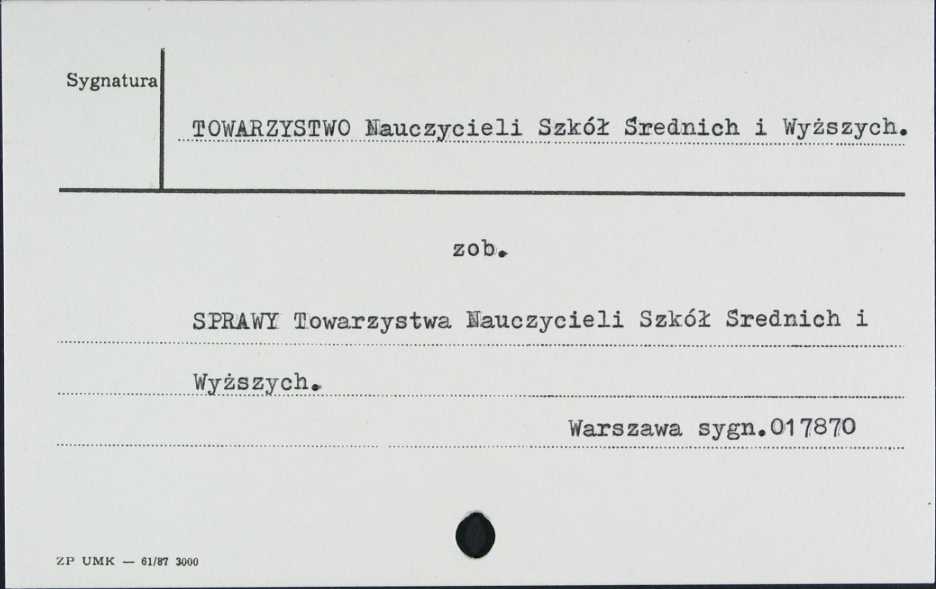 Sygnatura
TOWARZYSTWO Nauczycieli Szkół Średnich i Wyższych.
zob.
SPRAWY Towarzystwa Nauczycieli Szkół Średnich i
Wyższych.
Warszawa sygn.017870
ZP UMK — 61/87 3000